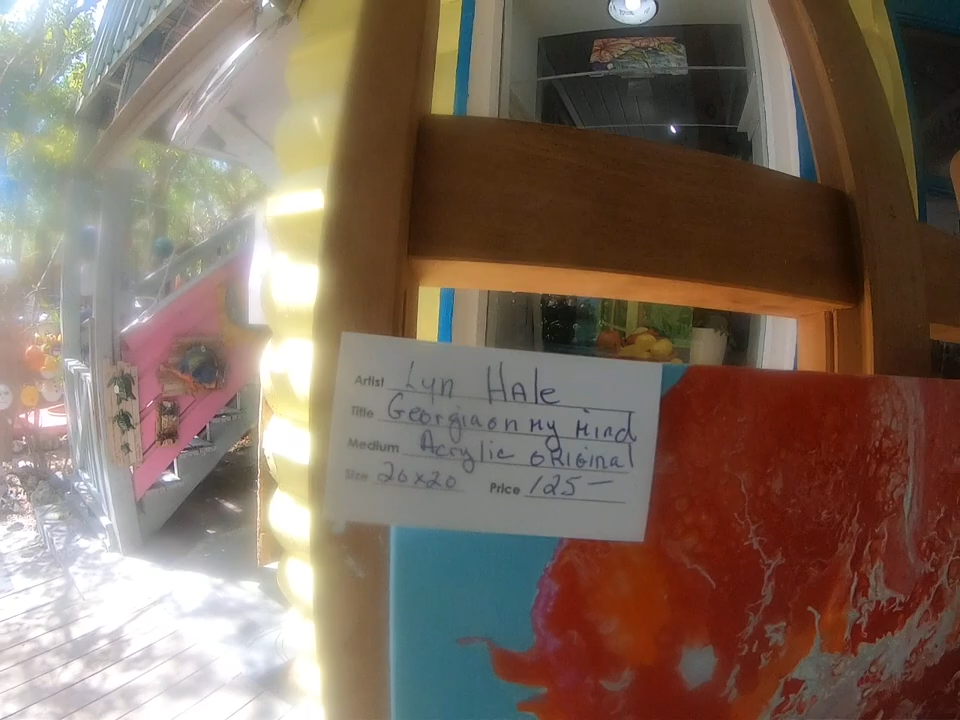 Artist Lyn Hale
Title Georgia on My Mind
Medium Acrylic original
Size 20x20 Price 125-